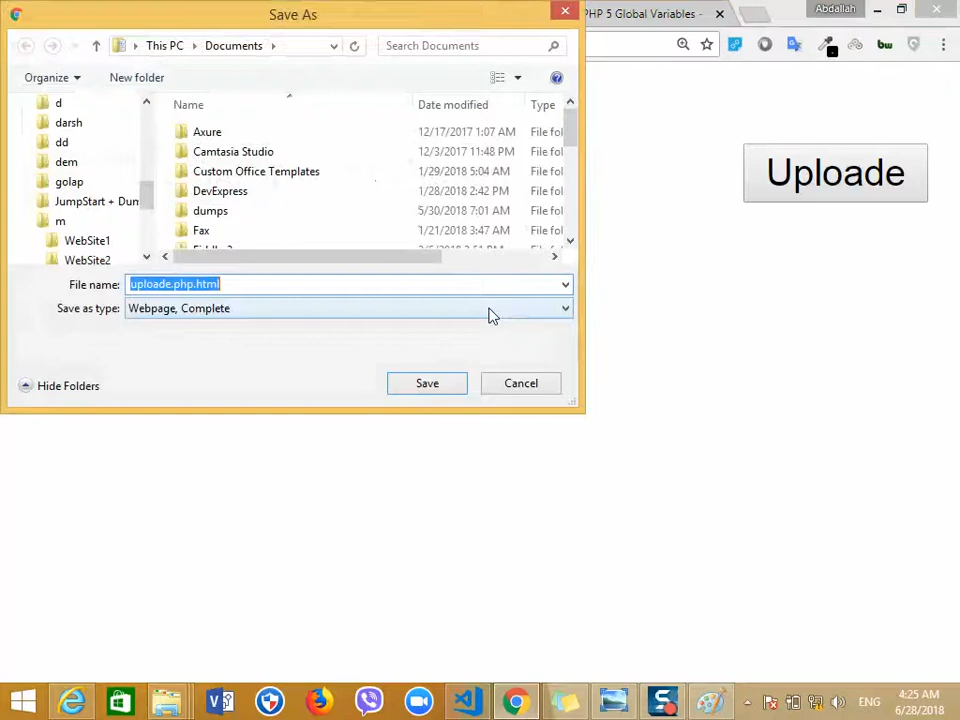 Save As
PHP 5 Global Variables -
Abdallah
This PC
Documents
Search Documents
Organize
New folder
Name
Date modified
Type
d
darsh
dd
dem
golap
JumpStart + Dum
m
WebSite1
WebSite2
Axure
12/17/2017 1:07 AM
File fol
Camtasia Studio
12/3/2017 11:48 PM
File fol
Custom Office Templates
1/29/2018 5:04 AM
File fol
DevExpress
1/28/2018 2:42 PM
File fol
dumps
5/30/2018 7:01 AM
File fol
Fax
1/21/2018 3:47 AM
File fol
File name:
uploade.php.html
Save as type:
Webpage, Complete
Hide Folders
Save
Cancel
Uploade
bw
ENG
4:25 AM
6/28/2018